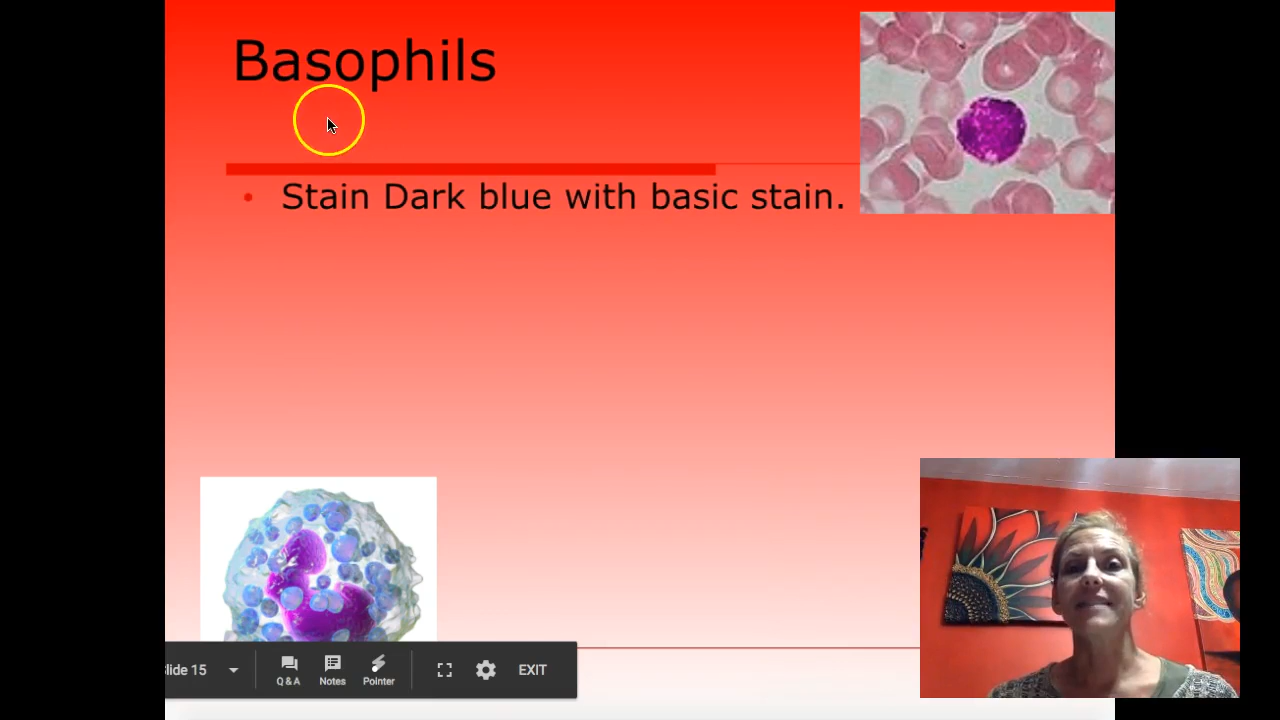 Basophils
• Stain Dark blue with basic stain.
lide 15
Q & A
Notes
Pointer
EXIT